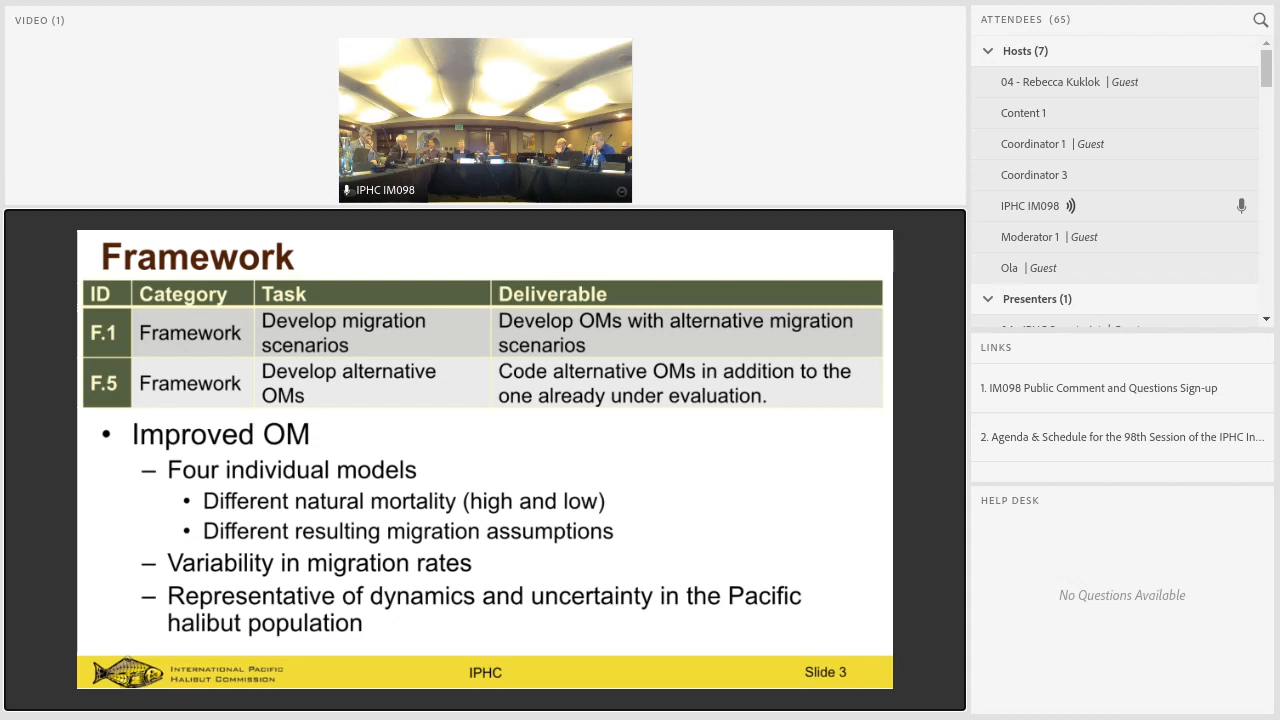 VIDEO (1)
IPHC IM098
Framework
ID Category Task Deliverable
F.1 Framework Develop migration scenarios Develop OMs with alternative migration scenarios
F.5 Framework Develop alternative OMs Code alternative OMs in addition to the one already under evaluation.
• Improved OM
– Four individual models
• Different natural mortality (high and low)
• Different resulting migration assumptions
– Variability in migration rates
– Representative of dynamics and uncertainty in the Pacific
halibut population
INTERNATIONAL PACIFIC
HALIBUT COMMISSION
IPHC
Slide 3
ATTENDEES (65)
Hosts (7)
04 - Rebecca Kuklok | Guest
Content 1
Coordinator 1 | Guest
Coordinator 3
IPHC IM098
Moderator 1 | Guest
Ola | Guest
Presenters (1)
LINKS
1. IM098 Public Comment and Questions Sign-up
2. Agenda & Schedule for the 98th Session of the IPHC In...
HELP DESK
No Questions Available